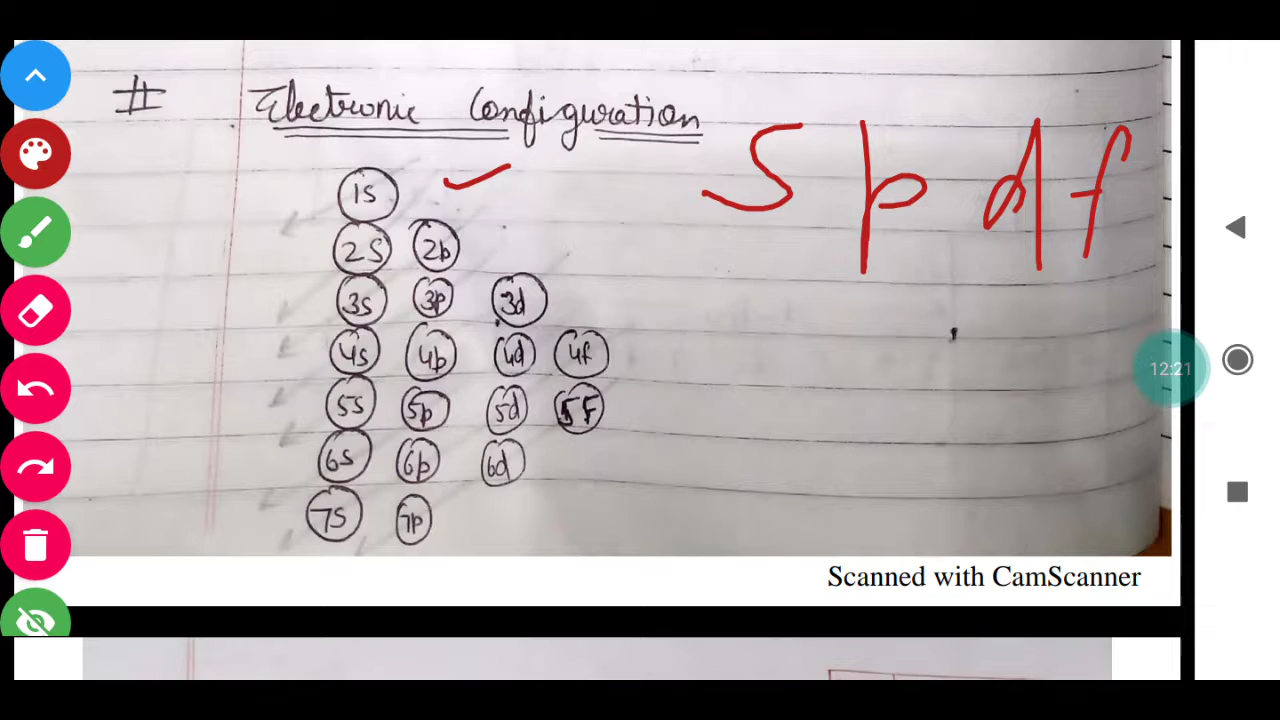 # Electronic Configuration
S p d f
1s
2s 2p
3s 3p 3d
4s 4p 4d 4f
5s 5p 5d 5f
6s 6p 6d
7s 7p
12:21
Scanned with CamScanner